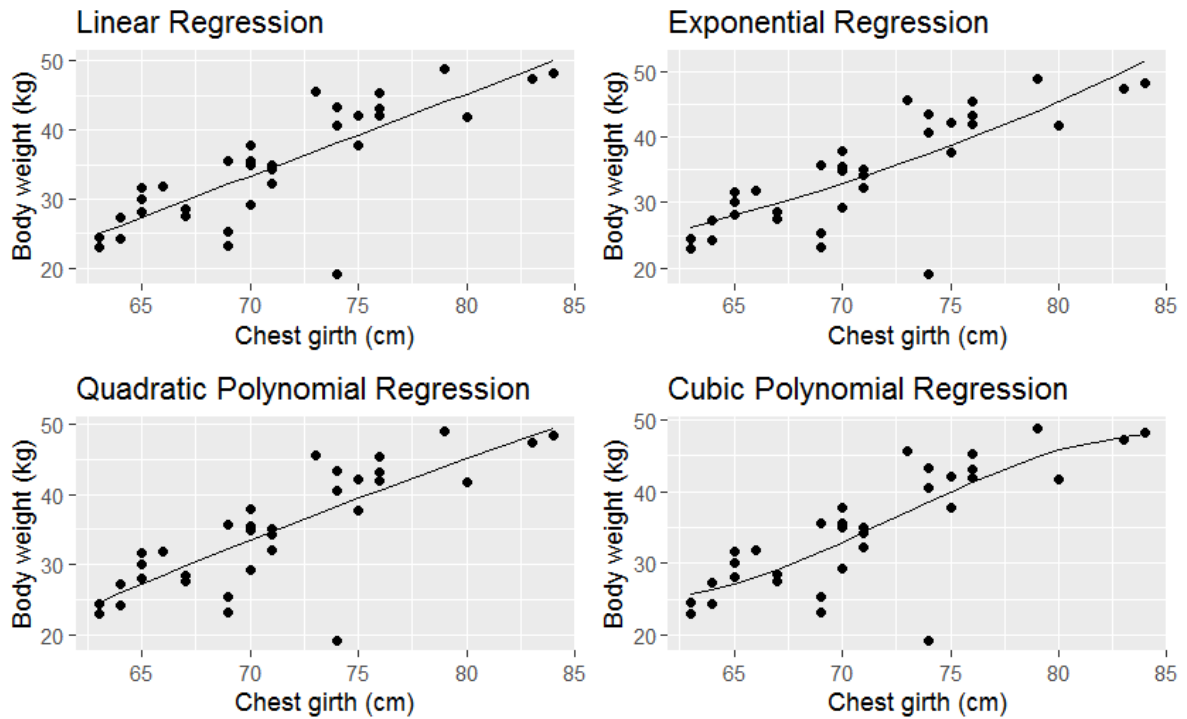 Linear Regression
50
40
30
20
Body weight (kg)
65 70 75 80 85
Chest girth (cm)
Exponential Regression
50
40
30
20
Body weight (kg)
65 70 75 80 85
Chest girth (cm)
Quadratic Polynomial Regression
50
40
30
20
Body weight (kg)
65 70 75 80 85
Chest girth (cm)
Cubic Polynomial Regression
50
40
30
20
Body weight (kg)
65 70 75 80 85
Chest girth (cm)